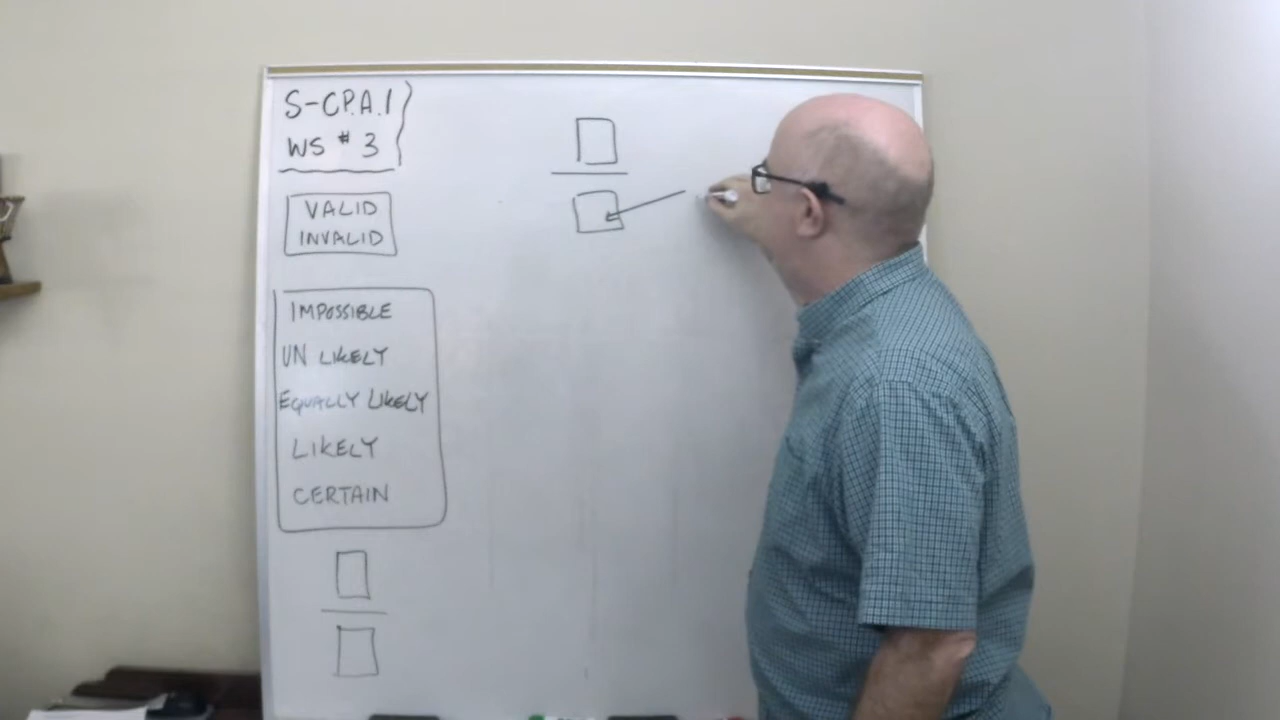 S-CP.A.1
WS # 3
VALID
INVALID
IMPOSSIBLE
UN LIKELY
EQUALLY LIKELY
LIKELY
CERTAIN